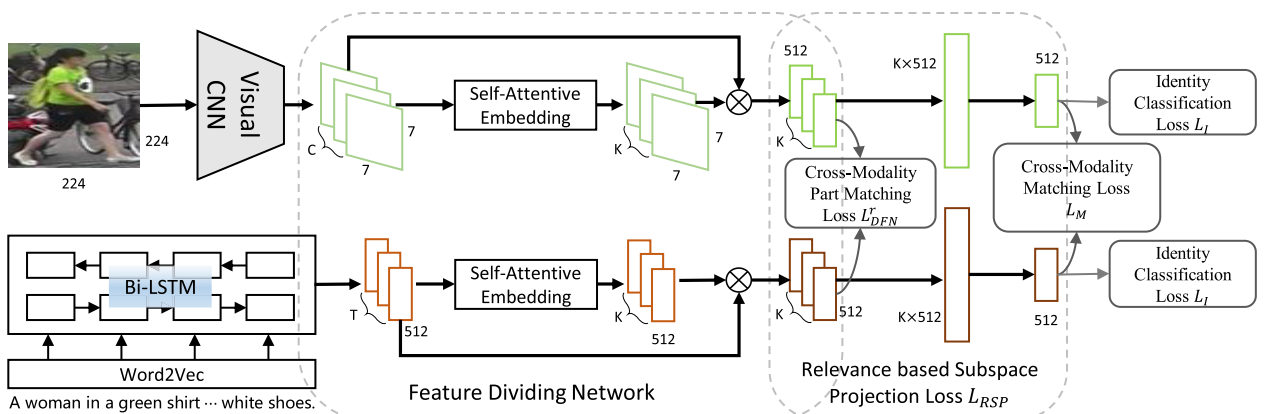 224
224
Visual
CNN
C
7
7
Self-Attentive
Embedding
K
7
7
512
K
K×512
512
Identity
Classification
Loss L_I
Cross-Modality
Part Matching
Loss L^r_DFN
Cross-Modality
Matching Loss
L_M
Bi-LSTM
Word2Vec
A woman in a green shirt ⋯ white shoes.
T
512
Self-Attentive
Embedding
K
512
K
512
K×512
512
Identity
Classification
Loss L_I
Feature Dividing Network
Relevance based Subspace
Projection Loss L_RSP